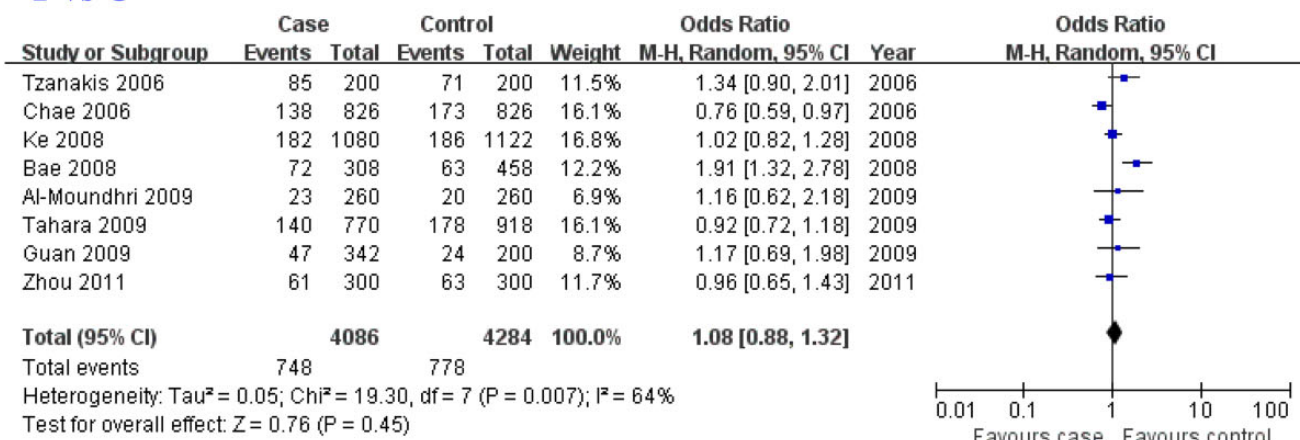 Case Control Odds Ratio Odds Ratio
Study or Subgroup Events Total Events Total Weight M-H, Random, 95% CI Year M-H, Random, 95% CI
Tzanakis 2006 85 200 71 200 11.5% 1.34 [0.90, 2.01] 2006
Chae 2006 138 826 173 826 16.1% 0.76 [0.59, 0.97] 2006
Ke 2008 182 1080 186 1122 16.8% 1.02 [0.82, 1.28] 2008
Bae 2008 72 308 63 458 12.2% 1.91 [1.32, 2.78] 2008
Al-Moundhri 2009 23 260 20 260 6.9% 1.16 [0.62, 2.18] 2009
Tahara 2009 140 770 178 918 16.1% 0.92 [0.72, 1.18] 2009
Guan 2009 47 342 24 200 8.7% 1.17 [0.69, 1.98] 2009
Zhou 2011 61 300 63 300 11.7% 0.96 [0.65, 1.43] 2011
Total (95% CI) 4086 4284 100.0% 1.08 [0.88, 1.32]
Total events 748 778
Heterogeneity: Tau² = 0.05; Chi² = 19.30, df = 7 (P = 0.007); I² = 64%
Test for overall effect: Z = 0.76 (P = 0.45)
0.01 0.1 1 10 100
Favours case Favours control